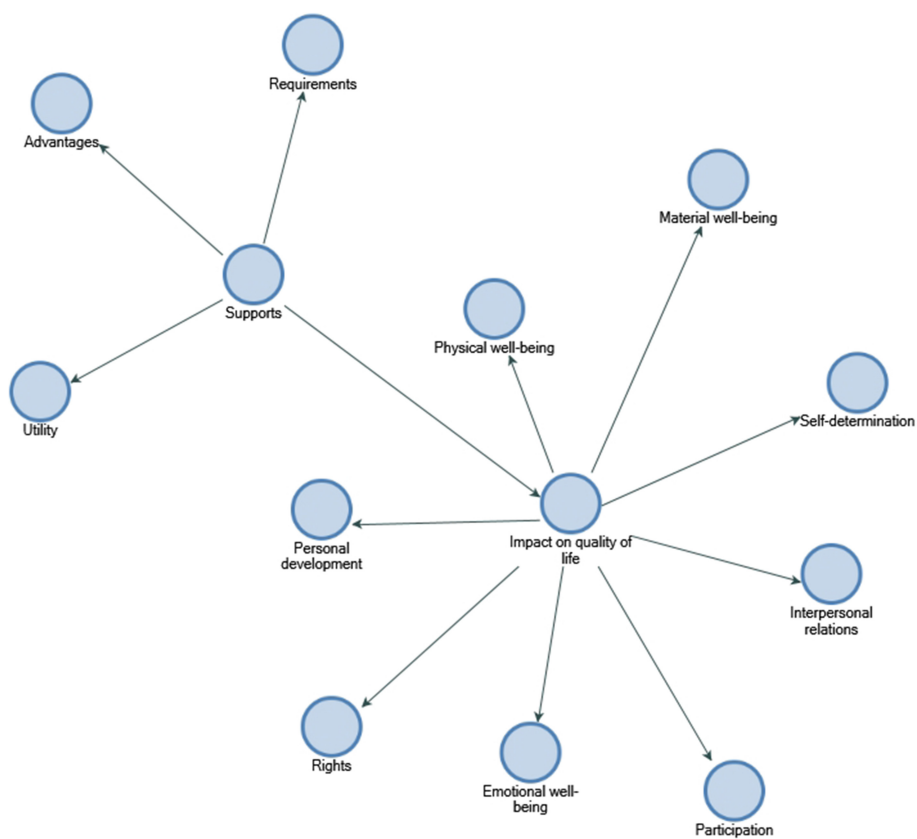 Requirements
Advantages
Material well-being
Supports
Physical well-being
Self-determination
Utility
Impact on quality of
life
Personal
development
Interpersonal
relations
Rights
Emotional well-
being
Participation